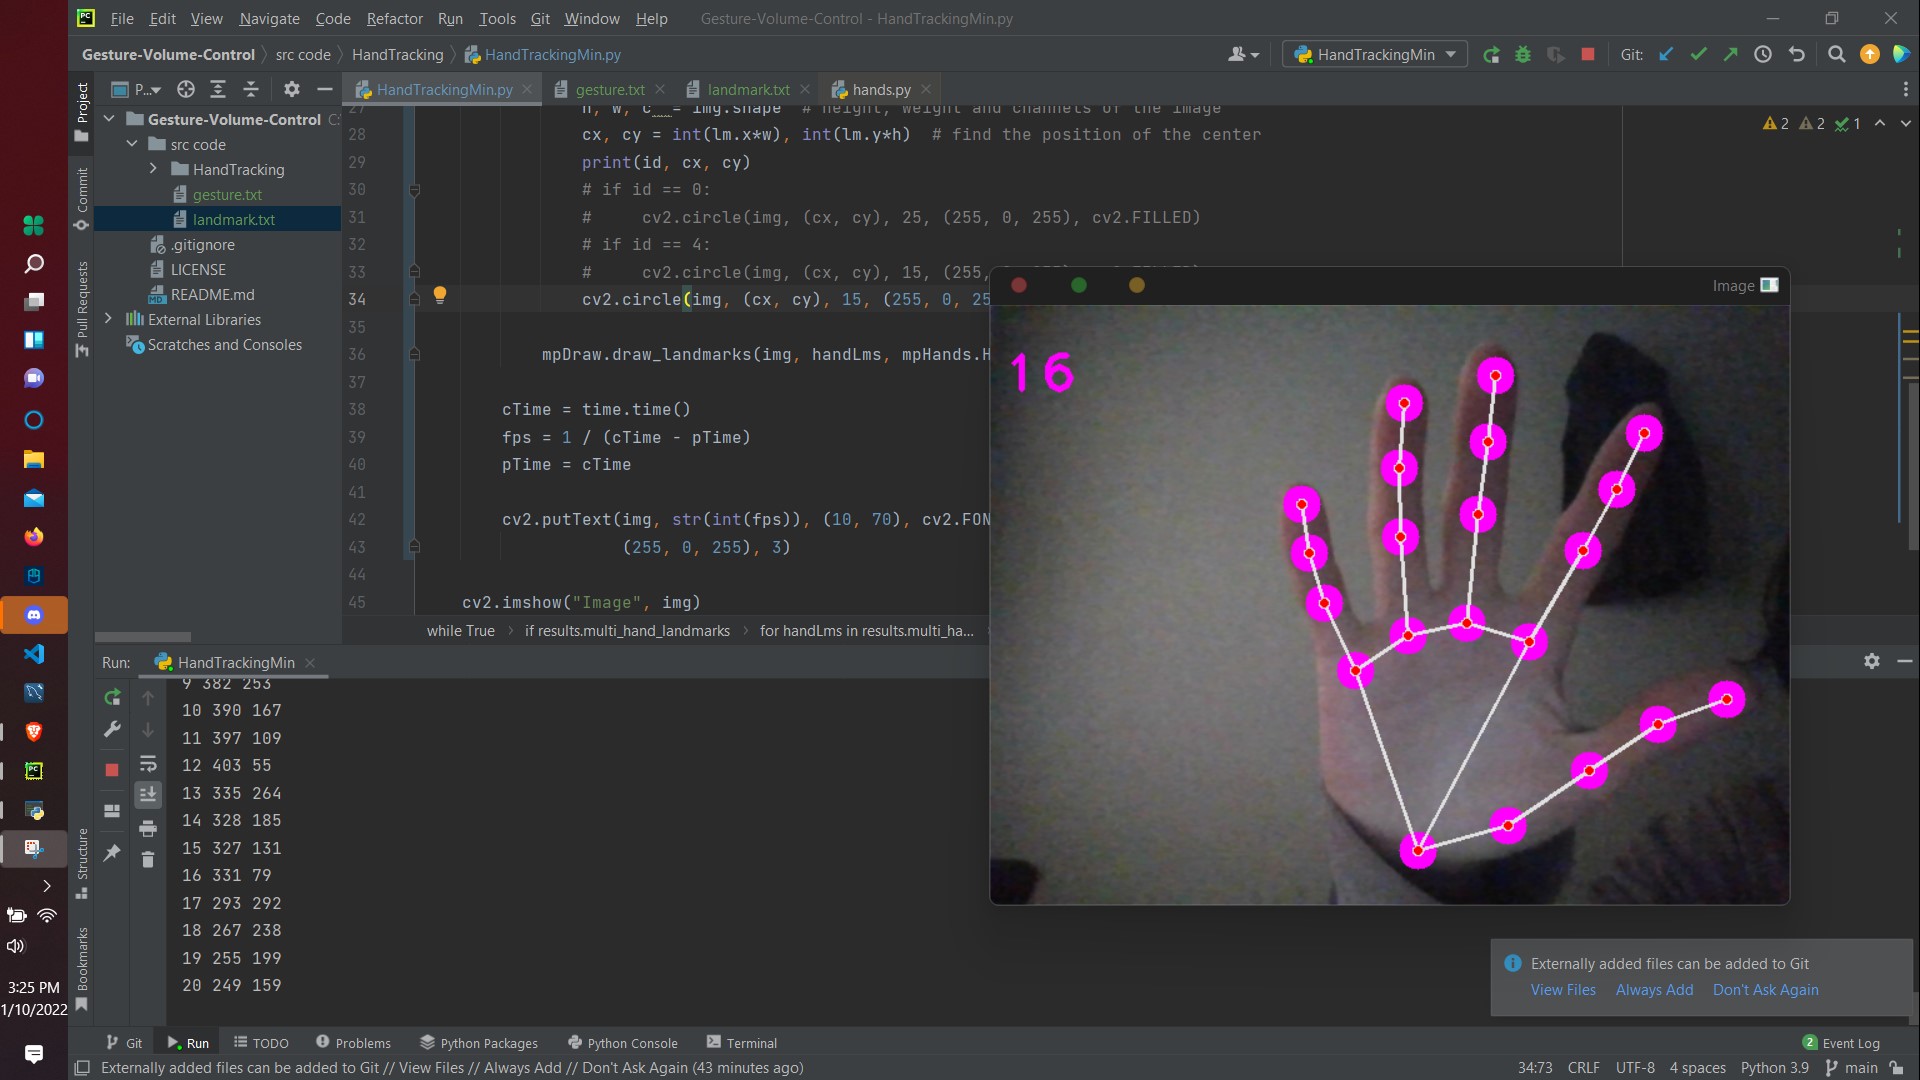 File Edit View Navigate Code Refactor Run Tools Git Window Help Gesture-Volume-Control - HandTrackingMin.py
Gesture-Volume-Control src code HandTracking HandTrackingMin.py HandTrackingMin Git:
P... HandTrackingMin.py gesture.txt landmark.txt hands.py
Project
Commit
Pull Requests
Structure
Bookmarks
Gesture-Volume-Control C:
src code
HandTracking
gesture.txt
landmark.txt
.gitignore
LICENSE
README.md
External Libraries
Scratches and Consoles
2 2 1
27 h, w, c = img.shape # height, weight and channels of the image
28 cx, cy = int(lm.x*w), int(lm.y*h) # find the position of the center
29 print(id, cx, cy)
30 # if id == 0:
31 # cv2.circle(img, (cx, cy), 25, (255, 0, 255), cv2.FILLED)
32 # if id == 4:
33 # cv2.circle(img, (cx, cy), 15, (255,
34 cv2.circle(img, (cx, cy), 15, (255, 0, 25
35
36 mpDraw.draw_landmarks(img, handLms, mpHands.H
37
38 cTime = time.time()
39 fps = 1 / (cTime - pTime)
40 pTime = cTime
41
42 cv2.putText(img, str(int(fps)), (10, 70), cv2.FON
43 (255, 0, 255), 3)
44
45 cv2.imshow("Image", img)
while True if results.multi_hand_landmarks for handLms in results.multi_ha...
Image
16
Run: HandTrackingMin
9 382 253
10 390 167
11 397 109
12 403 55
13 335 264
14 328 185
15 327 131
16 331 79
17 293 292
18 267 238
19 255 199
20 249 159
3:25 PM
1/10/2022
Externally added files can be added to Git
View Files Always Add Don't Ask Again
Git Run TODO Problems Python Packages Python Console Terminal 2 Event Log
Externally added files can be added to Git // View Files // Always Add // Don't Ask Again (43 minutes ago) 34:73 CRLF UTF-8 4 spaces Python 3.9 main